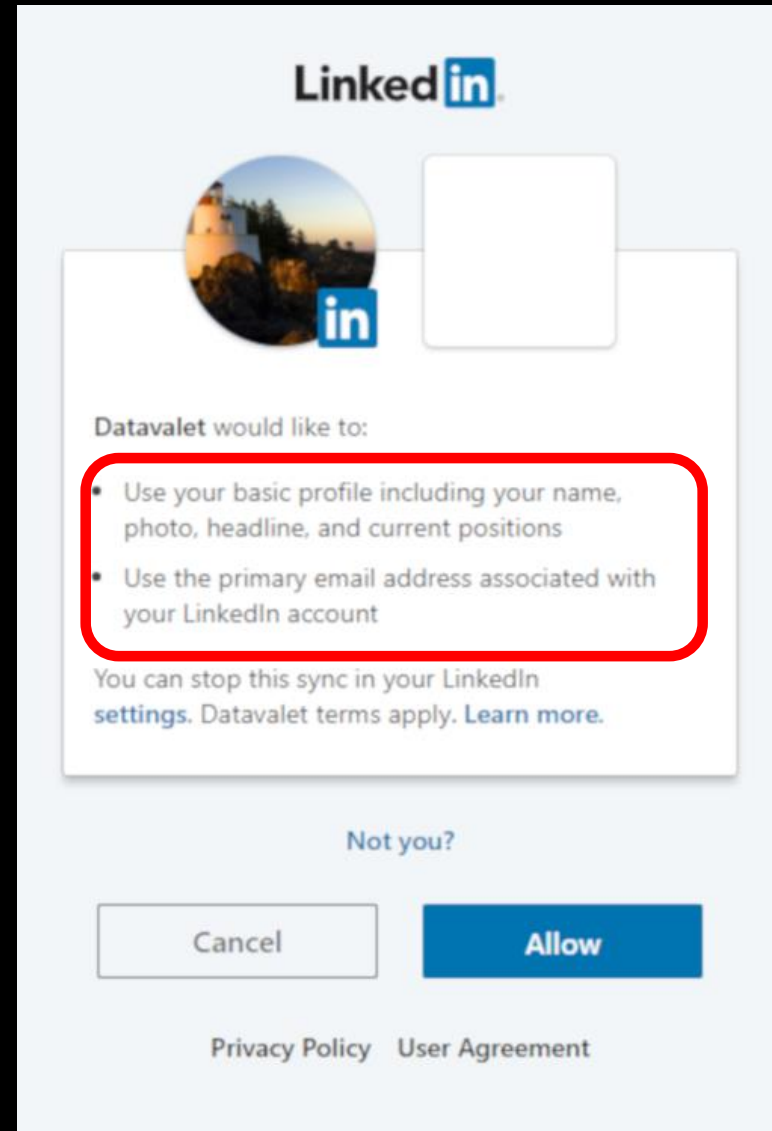 Linked in
in
Datavalet would like to:
• Use your basic profile including your name,
photo, headline, and current positions
• Use the primary email address associated with
your LinkedIn account
You can stop this sync in your LinkedIn
settings. Datavalet terms apply. Learn more.
Not you?
Cancel
Allow
Privacy Policy User Agreement